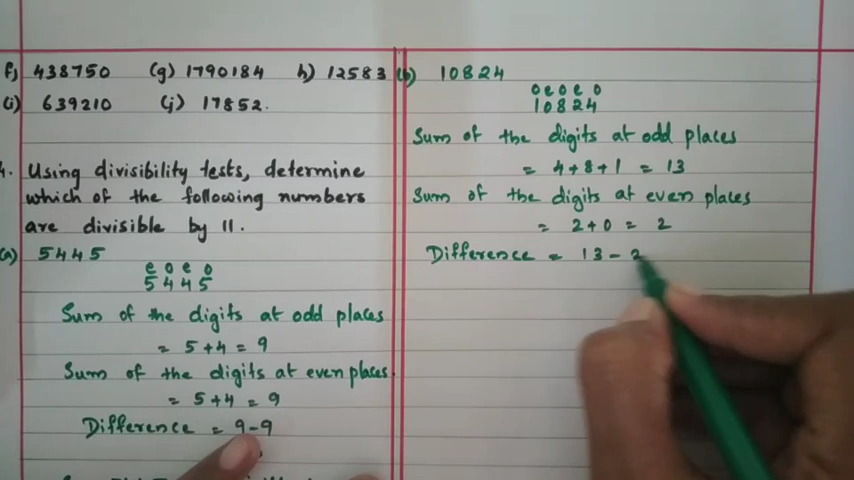 f) 438750 (g) 1790184 h) 12583
(i) 639210 (j) 17852.
4. Using divisibility tests, determine
which of the following numbers
are divisible by 11.
(a) 5445
e o e o
5 4 4 5
Sum of the digits at odd places
= 5+4 = 9
Sum of the digits at even places.
= 5+4 = 9
Difference = 9-9
(b) 10824
o e o e o
1 0 8 2 4
Sum of the digits at odd places
= 4+8+1 = 13
Sum of the digits at even places
= 2+0 = 2
Difference = 13-2